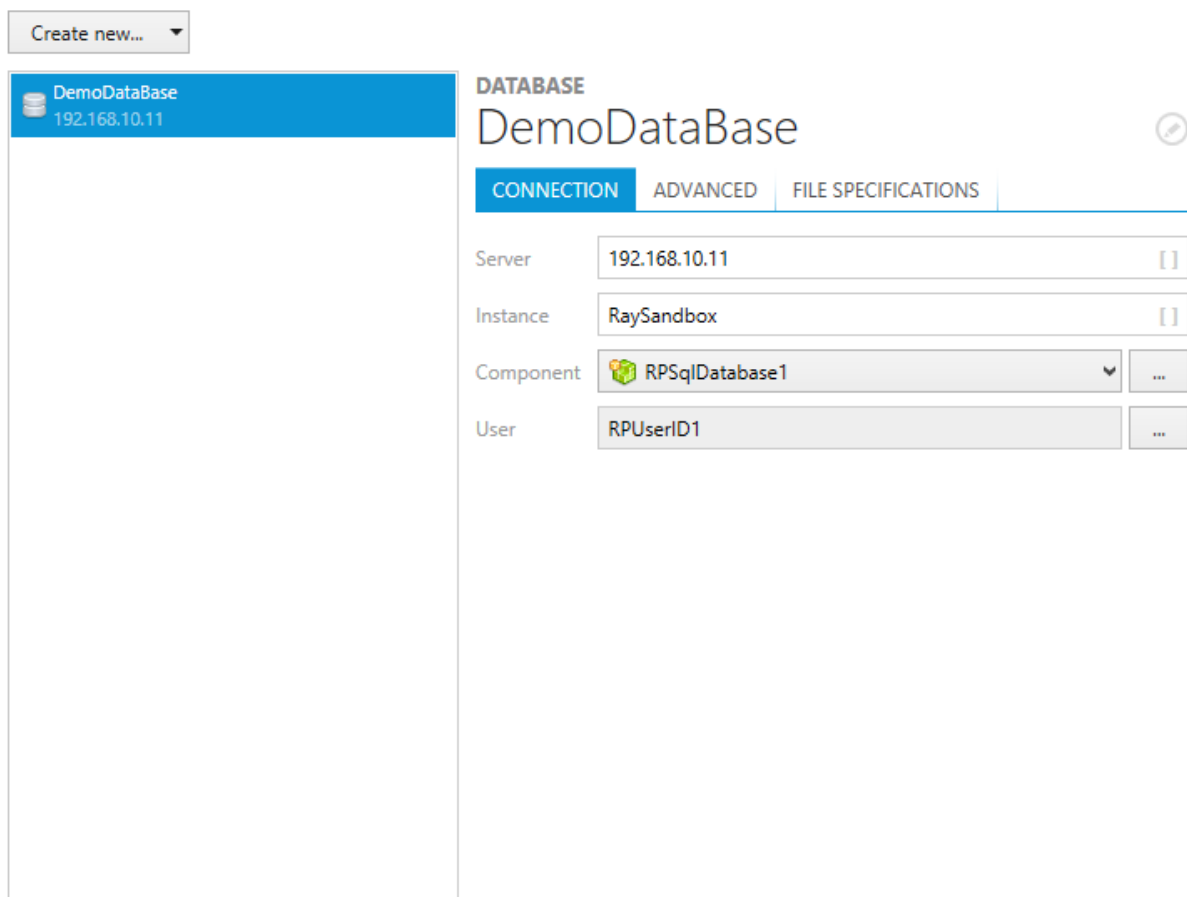 Create new...
DemoDataBase
192.168.10.11
DATABASE
DemoDataBase
CONNECTION ADVANCED FILE SPECIFICATIONS
Server 192.168.10.11 [ ]
Instance RaySandbox [ ]
Component RPSqlDatabase1 ...
User RPUserID1 ...